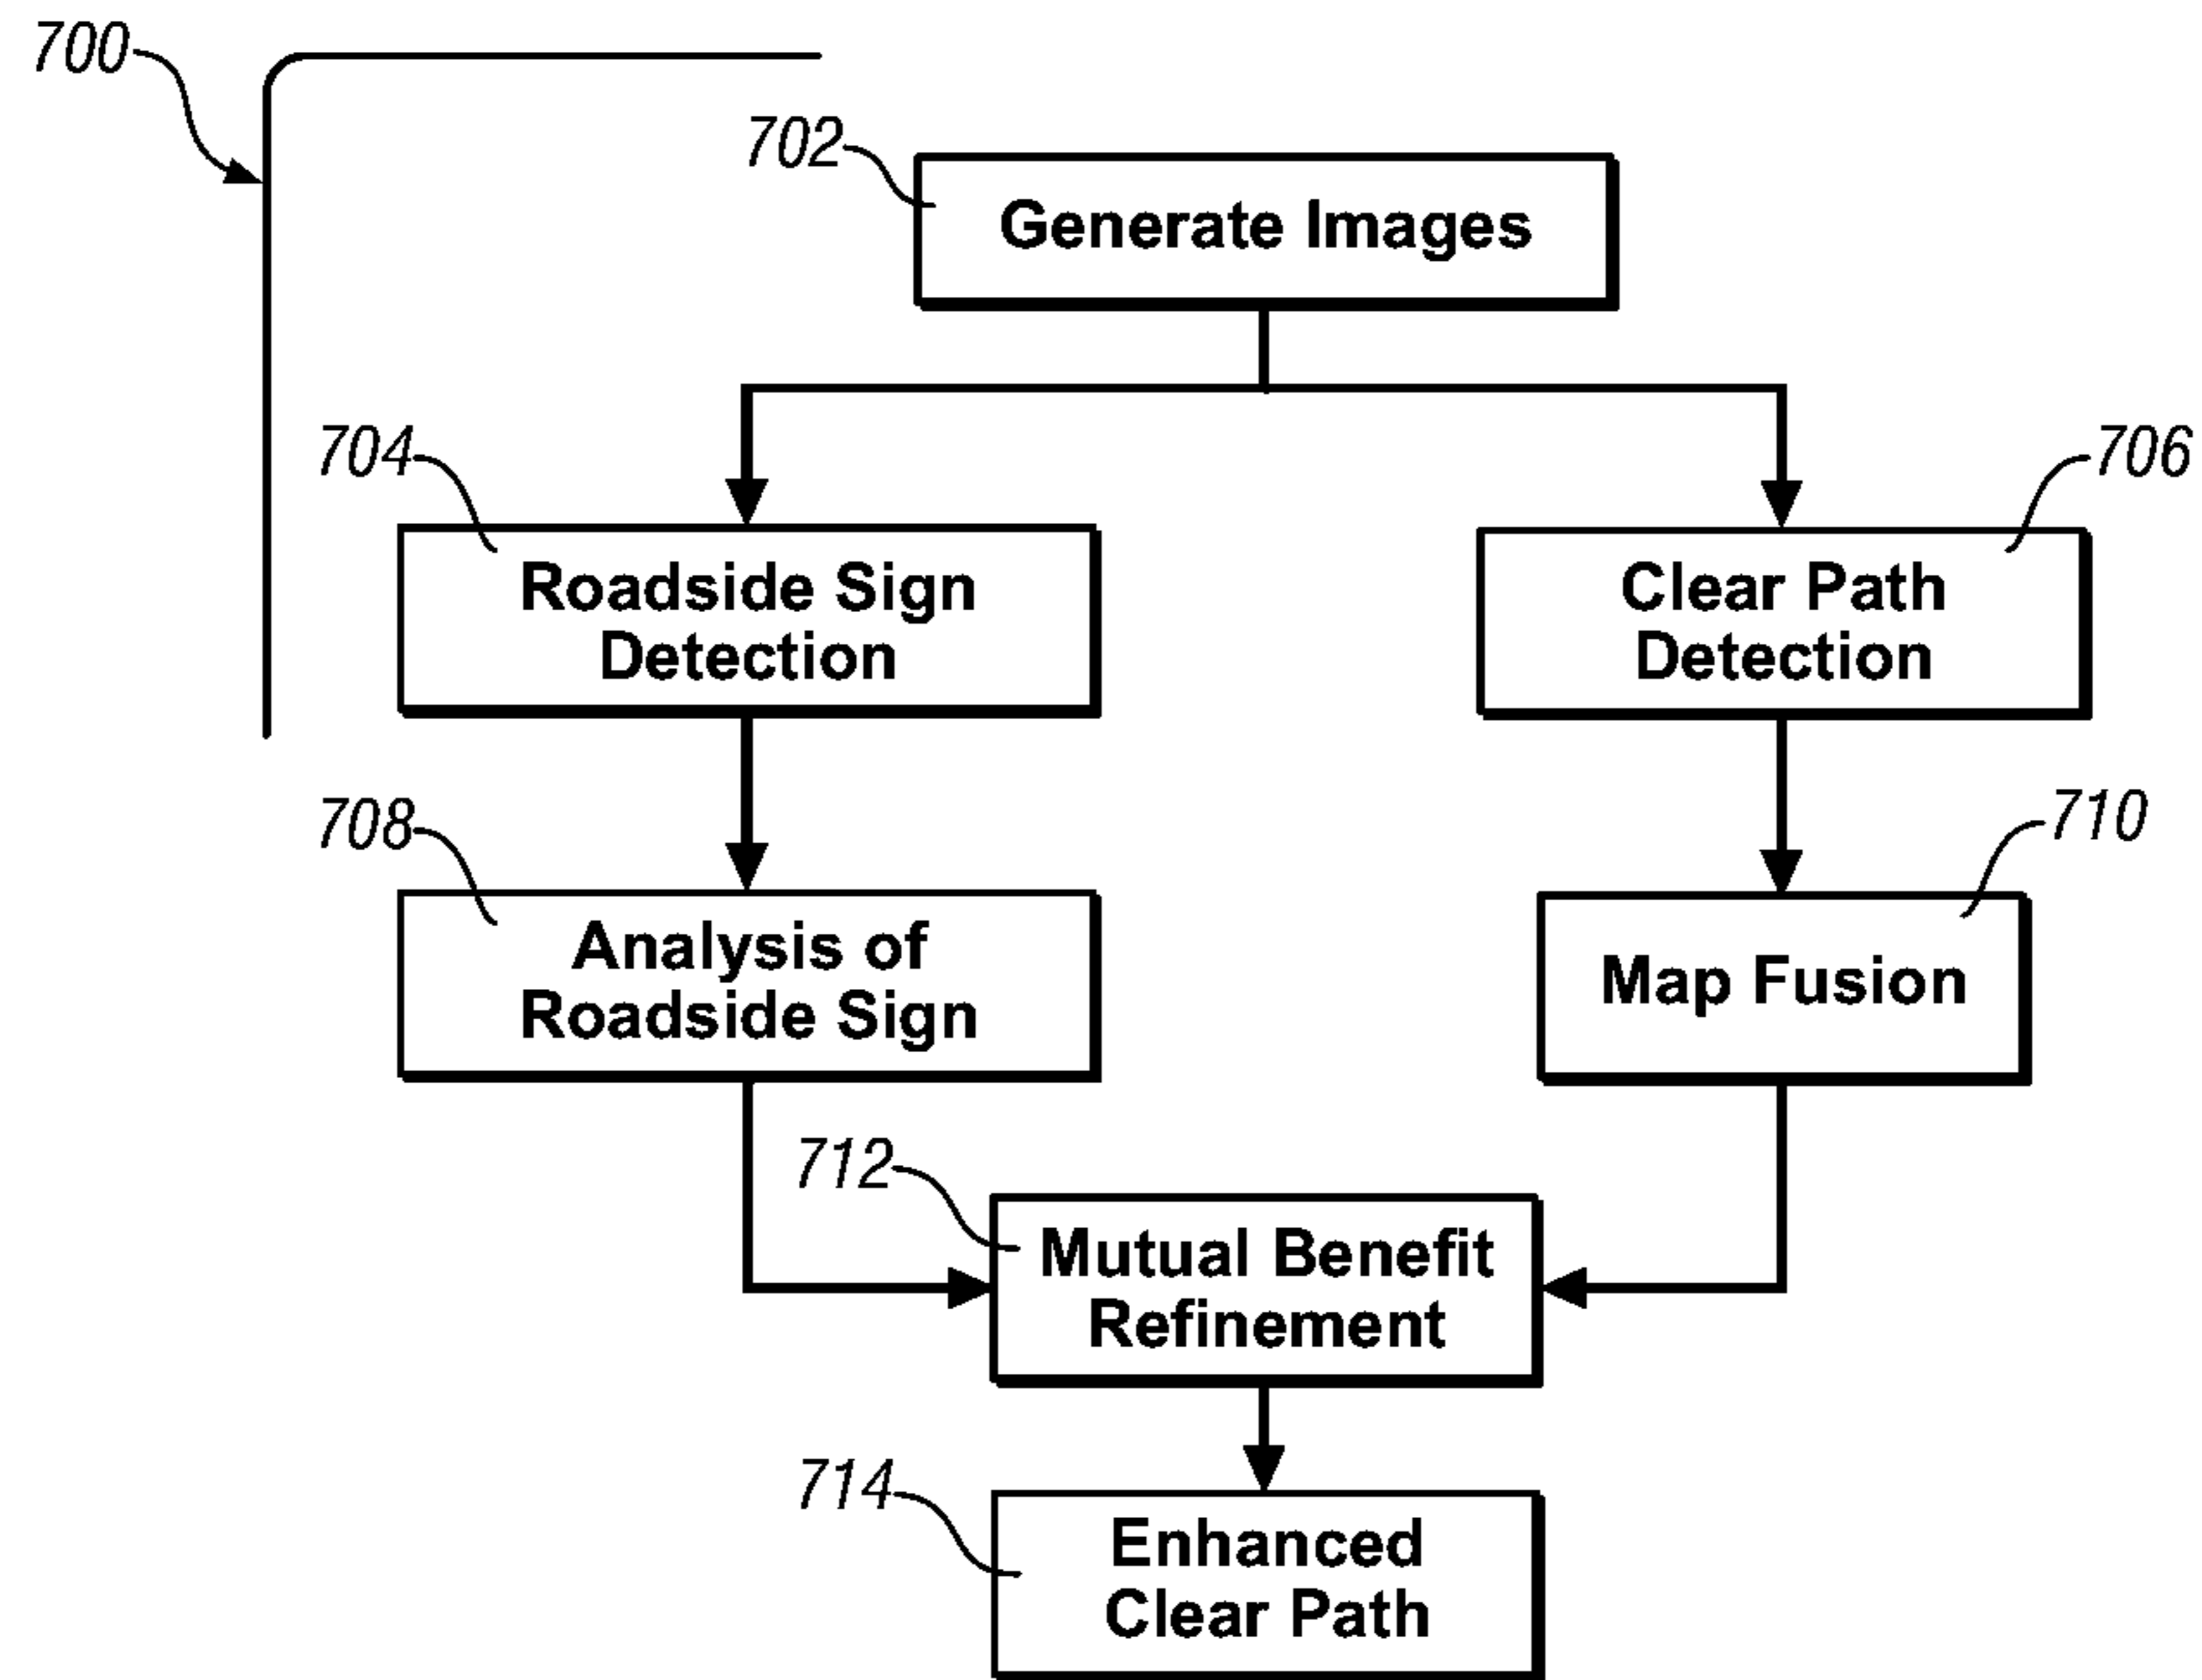 700
702
Generate Images
704
706
Roadside Sign
Detection
Clear Path
Detection
708
710
Analysis of
Roadside Sign
Map Fusion
712
Mutual Benefit
Refinement
714
Enhanced
Clear Path